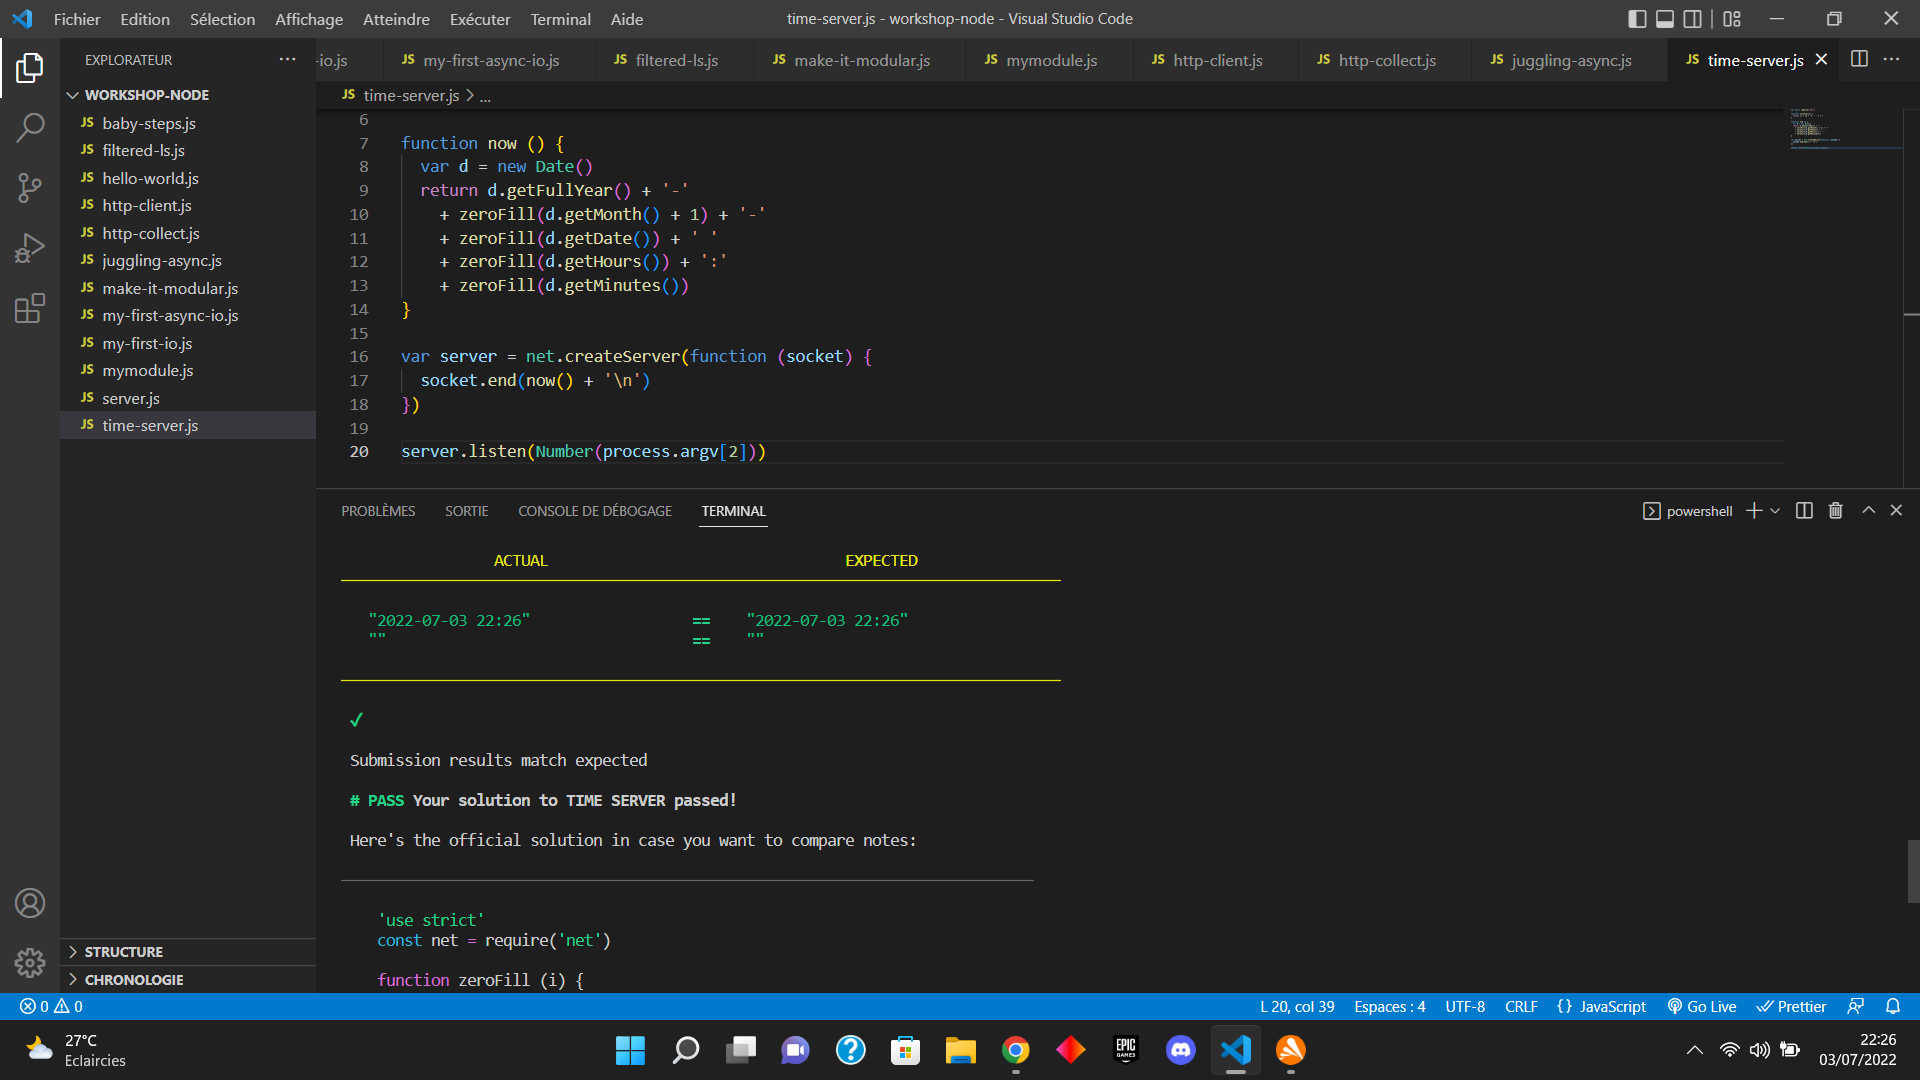 Fichier Edition Sélection Affichage Atteindre Exécuter Terminal Aide
time-server.js - workshop-node - Visual Studio Code
EXPLORATEUR
-io.js
JS my-first-async-io.js
JS filtered-ls.js
JS make-it-modular.js
JS mymodule.js
JS http-client.js
JS http-collect.js
JS juggling-async.js
JS time-server.js
WORKSHOP-NODE
JS baby-steps.js
JS filtered-ls.js
JS hello-world.js
JS http-client.js
JS http-collect.js
JS juggling-async.js
JS make-it-modular.js
JS my-first-async-io.js
JS my-first-io.js
JS mymodule.js
JS server.js
JS time-server.js
STRUCTURE
CHRONOLOGIE
JS time-server.js > ...
6
7 function now () {
8 var d = new Date()
9 return d.getFullYear() + '-'
10 + zeroFill(d.getMonth() + 1) + '-'
11 + zeroFill(d.getDate()) + ' '
12 + zeroFill(d.getHours()) + ':'
13 + zeroFill(d.getMinutes())
14 }
15
16 var server = net.createServer(function (socket) {
17 socket.end(now() + '\n')
18 })
19
20 server.listen(Number(process.argv[2]))
PROBLÈMES SORTIE CONSOLE DE DÉBOGAGE TERMINAL
powershell
ACTUAL EXPECTED
"2022-07-03 22:26" == "2022-07-03 22:26"
"" == ""
✓
Submission results match expected
# PASS Your solution to TIME SERVER passed!
Here's the official solution in case you want to compare notes:
'use strict'
const net = require('net')
function zeroFill (i) {
0 0
L 20, col 39 Espaces : 4 UTF-8 CRLF {} JavaScript Go Live Prettier
27°C
Eclaircies
EPIC
GAMES
22:26
03/07/2022